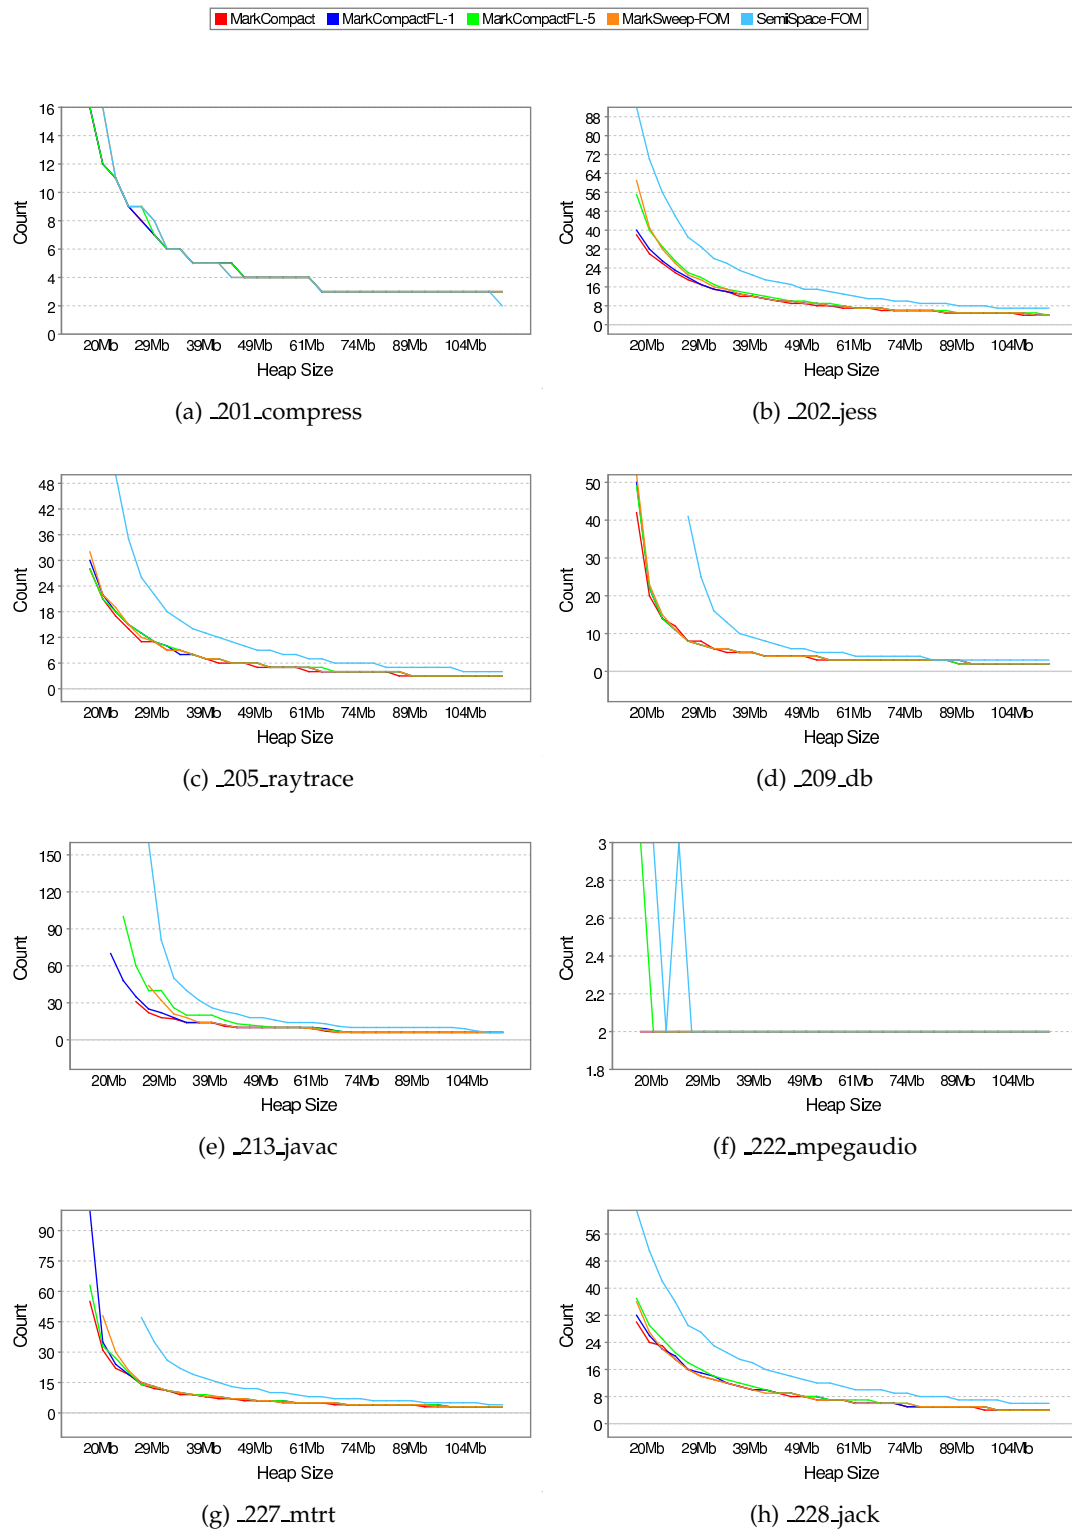 MarkCompact MarkCompactFL-1 MarkCompactFL-5 MarkSweep-FOM SemiSpace-FOM
16
14
12
10
8
6
4
2
0
Count
20Mb 29Mb 39Mb 49Mb 61Mb 74Mb 89Mb 104Mb
Heap Size
(a) _201_compress
88
80
72
64
56
48
40
32
24
16
8
0
Count
20Mb 29Mb 39Mb 49Mb 61Mb 74Mb 89Mb 104Mb
Heap Size
(b) _202_jess
48
42
36
30
24
18
12
6
0
Count
20Mb 29Mb 39Mb 49Mb 61Mb 74Mb 89Mb 104Mb
Heap Size
(c) _205_raytrace
50
40
30
20
10
0
Count
20Mb 29Mb 39Mb 49Mb 61Mb 74Mb 89Mb 104Mb
Heap Size
(d) _209_db
150
120
90
60
30
0
Count
20Mb 29Mb 39Mb 49Mb 61Mb 74Mb 89Mb 104Mb
Heap Size
(e) _213_javac
3
2.8
2.6
2.4
2.2
2
1.8
Count
20Mb 29Mb 39Mb 49Mb 61Mb 74Mb 89Mb 104Mb
Heap Size
(f) _222_mpegaudio
90
75
60
45
30
15
0
Count
20Mb 29Mb 39Mb 49Mb 61Mb 74Mb 89Mb 104Mb
Heap Size
(g) _227_mtrt
56
48
40
32
24
16
8
0
Count
20Mb 29Mb 39Mb 49Mb 61Mb 74Mb 89Mb 104Mb
Heap Size
(h) _228_jack